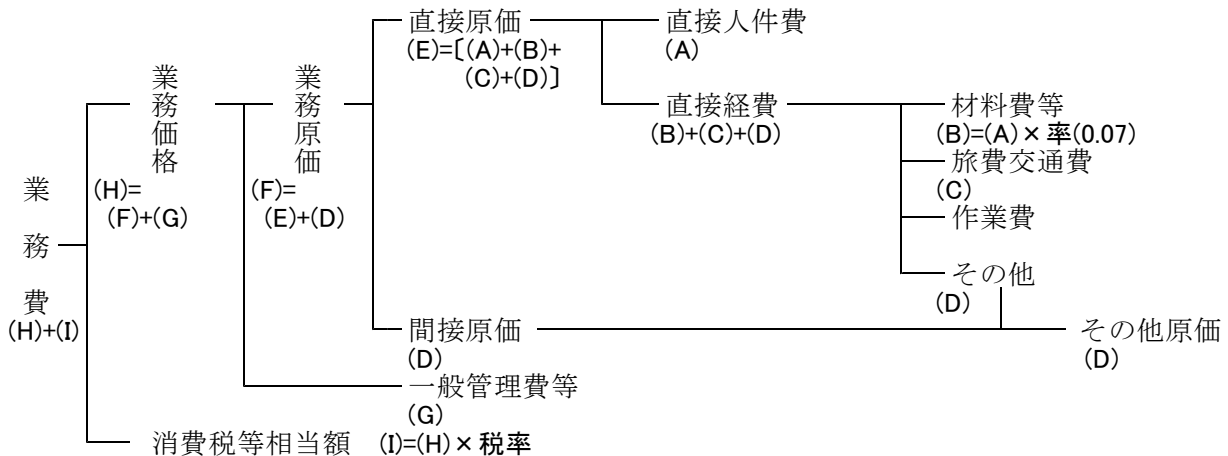 業務費
(H)+(I)
業務価格
(H)=
(F)+(G)
業務原価
(F)=
(E)+(D)
直接原価
(E)=〔(A)+(B)+
(C)+(D)〕
直接人件費
(A)
直接経費
(B)+(C)+(D)
材料費等
(B)=(A)×率(0.07)
旅費交通費
(C)
作業費
その他
(D)
間接原価
(D)
その他原価
(D)
一般管理費等
(G)
消費税等相当額 (I)=(H)×税率